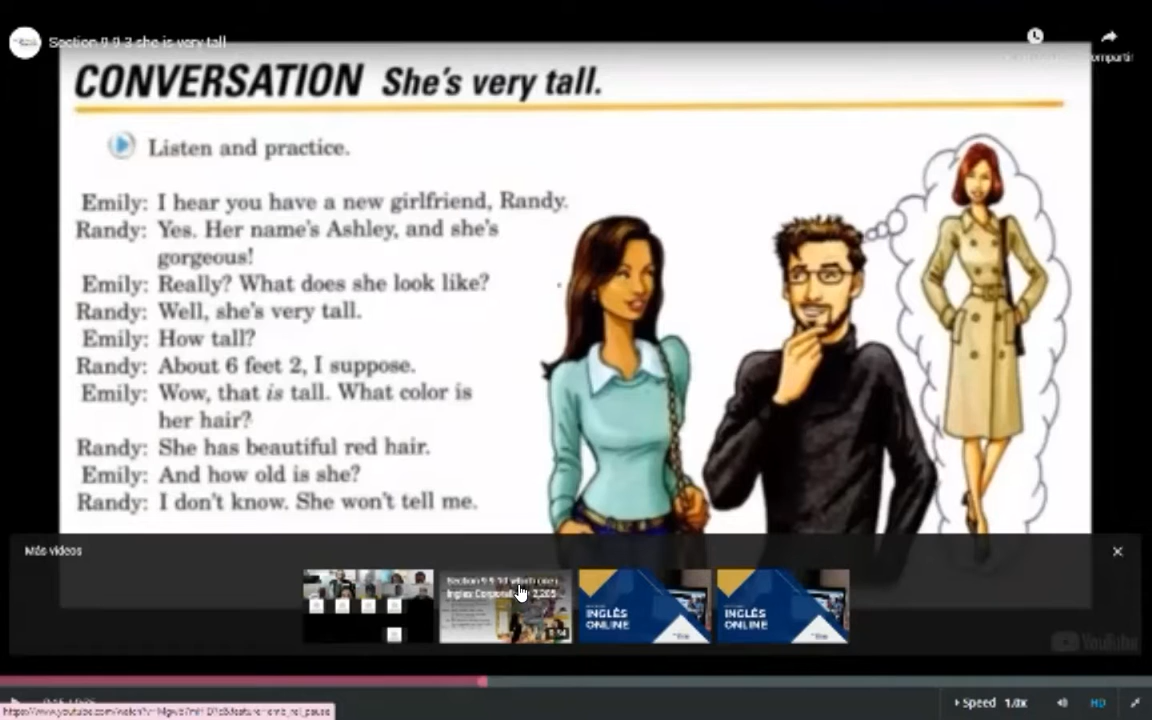 Section 9-9-3 she is very tall
CONVERSATION She's very tall.
Listen and practice.
Emily: I hear you have a new girlfriend, Randy.
Randy: Yes. Her name's Ashley, and she's
gorgeous!
Emily: Really? What does she look like?
Randy: Well, she's very tall.
Emily: How tall?
Randy: About 6 feet 2, I suppose.
Emily: Wow, that is tall. What color is
her hair?
Randy: She has beautiful red hair.
Emily: And how old is she?
Randy: I don't know. She won't tell me.
Más videos
INGLÉS
ONLINE
INGLÉS
ONLINE
YouTube
Speed 1.0x
HD